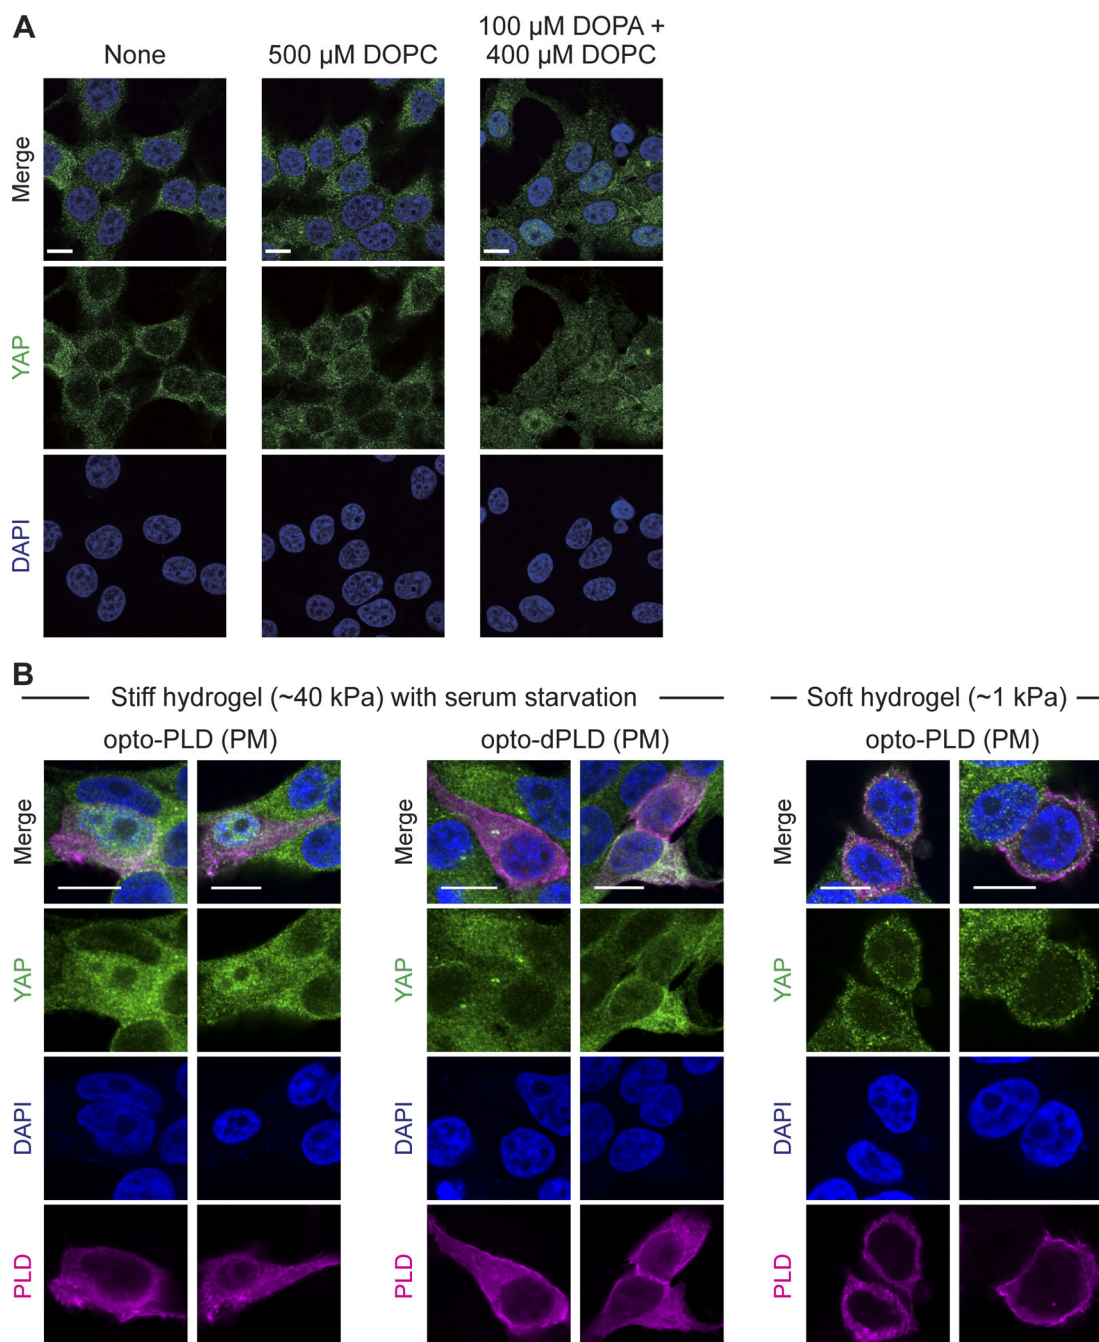 A
None
500 µM DOPC
100 µM DOPA +
400 µM DOPC
Merge
YAP
DAPI
B
Stiff hydrogel (~40 kPa) with serum starvation
Soft hydrogel (~1 kPa)
opto-PLD (PM)
opto-dPLD (PM)
opto-PLD (PM)
Merge
Merge
Merge
YAP
YAP
YAP
DAPI
DAPI
DAPI
PLD
PLD
PLD